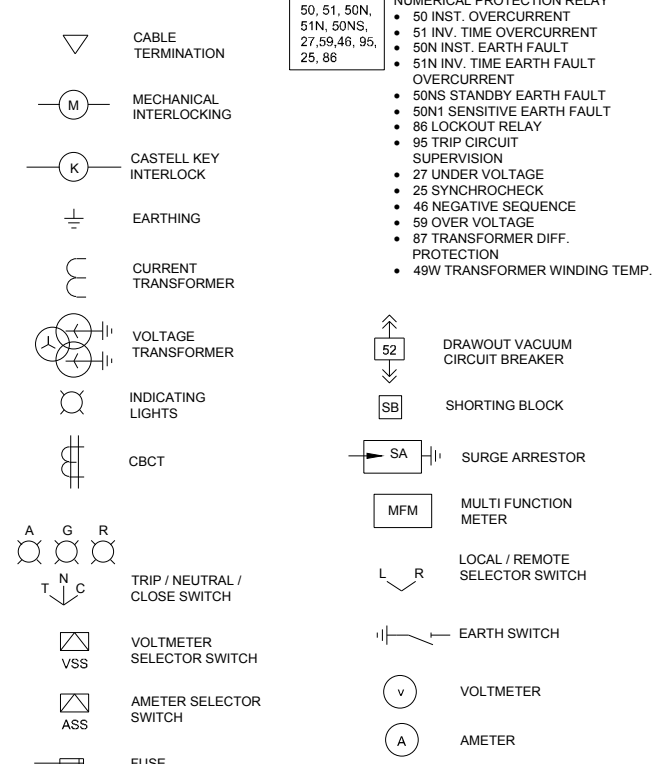 CABLE
TERMINATION
M
MECHANICAL
INTERLOCKING
K
CASTELL KEY
INTERLOCK
EARTHING
CURRENT
TRANSFORMER
VOLTAGE
TRANSFORMER
INDICATING
LIGHTS
CBCT
A G R
T N C
TRIP / NEUTRAL /
CLOSE SWITCH
VSS
VOLTMETER
SELECTOR SWITCH
ASS
AMETER SELECTOR
SWITCH
FUSE
50, 51, 50N,
51N, 50NS,
27,59,46, 95,
25, 86
NUMERICAL PROTECTION RELAY
• 50 INST. OVERCURRENT
• 51 INV. TIME OVERCURRENT
• 50N INST. EARTH FAULT
• 51N INV. TIME EARTH FAULT
OVERCURRENT
• 50NS STANDBY EARTH FAULT
• 50N1 SENSITIVE EARTH FAULT
• 86 LOCKOUT RELAY
• 95 TRIP CIRCUIT
SUPERVISION
• 27 UNDER VOLTAGE
• 25 SYNCHROCHECK
• 46 NEGATIVE SEQUENCE
• 59 OVER VOLTAGE
• 87 TRANSFORMER DIFF.
PROTECTION
• 49W TRANSFORMER WINDING TEMP.
52
DRAWOUT VACUUM
CIRCUIT BREAKER
SB
SHORTING BLOCK
SA
SURGE ARRESTOR
MFM
MULTI FUNCTION
METER
L R
LOCAL / REMOTE
SELECTOR SWITCH
EARTH SWITCH
v
VOLTMETER
A
AMETER